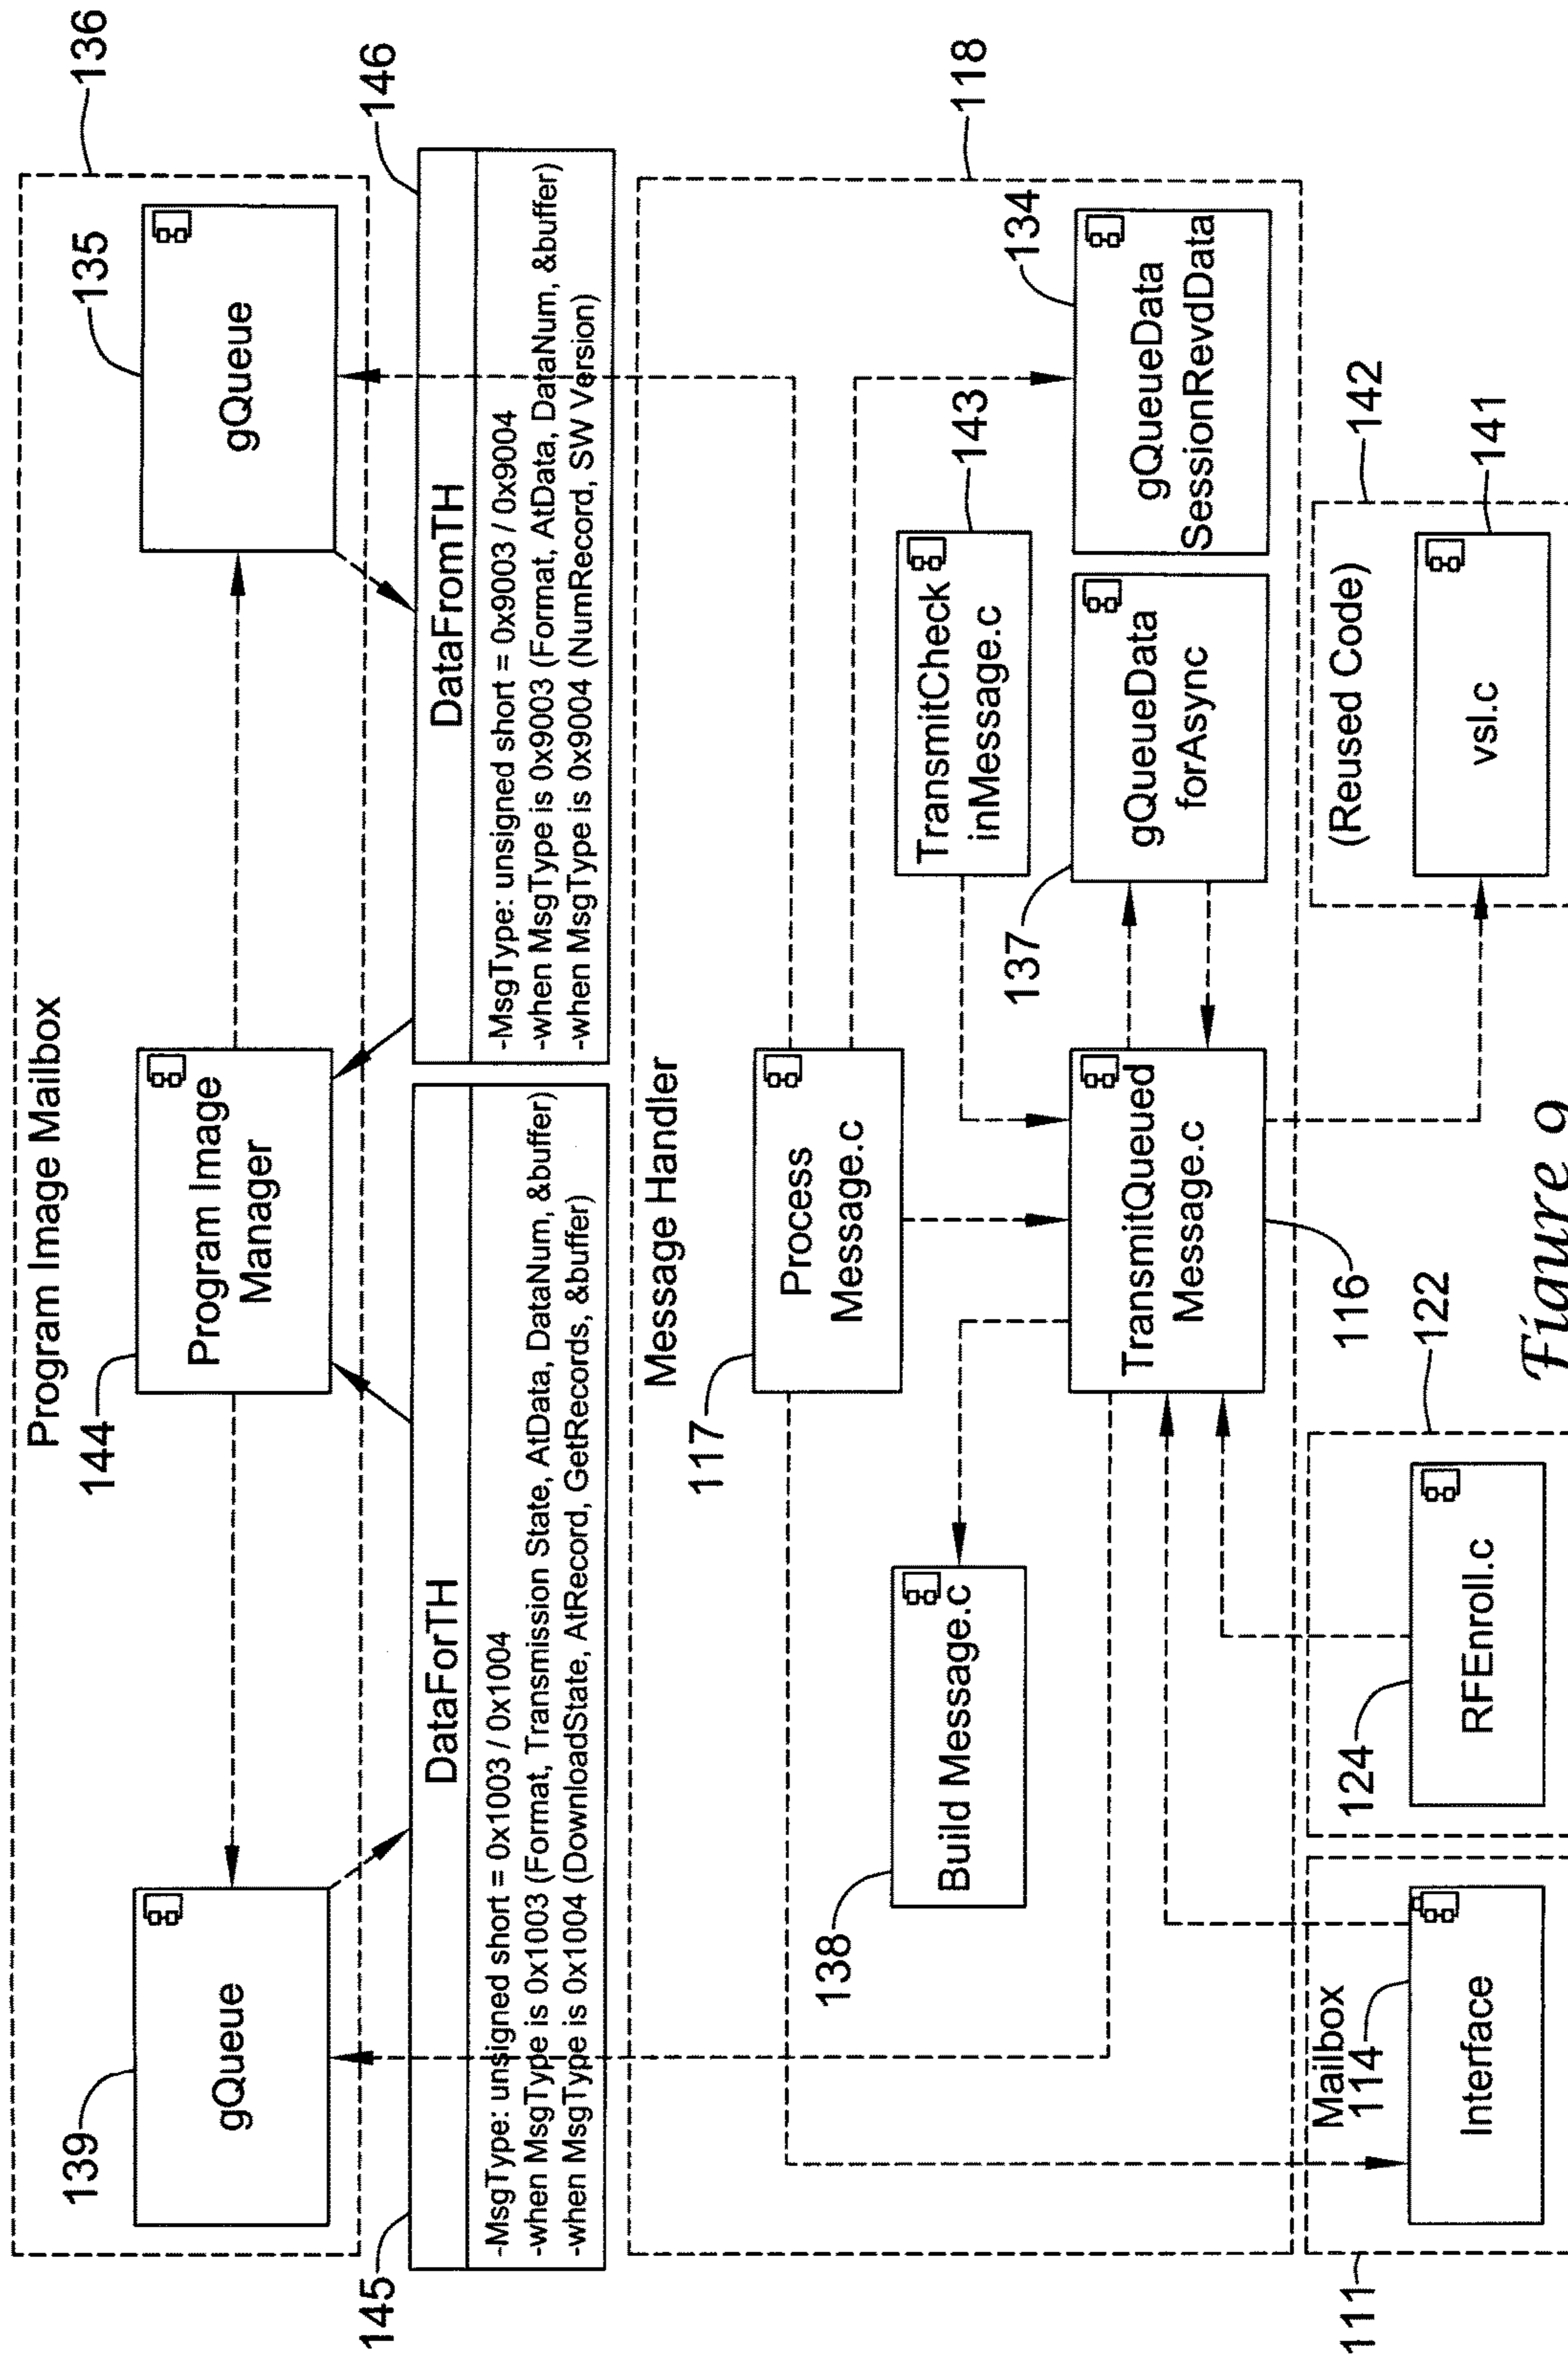 Program Image Mailbox
136
139
gQueue
144
Program Image
Manager
135
gQueue
145
DataForTH
-MsgType: unsigned short = 0x1003 / 0x1004
-when MsgType is 0x1003 (Format, Transmission State, AtData, DataNum, &buffer)
-when MsgType is 0x1004 (DownloadState, AtRecord, GetRecords, &buffer)
146
DataFromTH
-MsgType: unsigned short = 0x9003 / 0x9004
-when MsgType is 0x9003 (Format, AtData, DataNum, &buffer)
-when MsgType is 0x9004 (NumRecord, SW Version)
Message Handler
118
117
Process
Message.c
138
Build Message.c
143
TransmitCheck
inMessage.c
TransmitQueued
Message.c
116
137
gQueueData
forAsync
134
gQueueData
SessionRevdData
111
Mailbox
114
Interface
122
124
RFEnroll.c
142
(Reused Code)
141
vsl.c
Figure 9